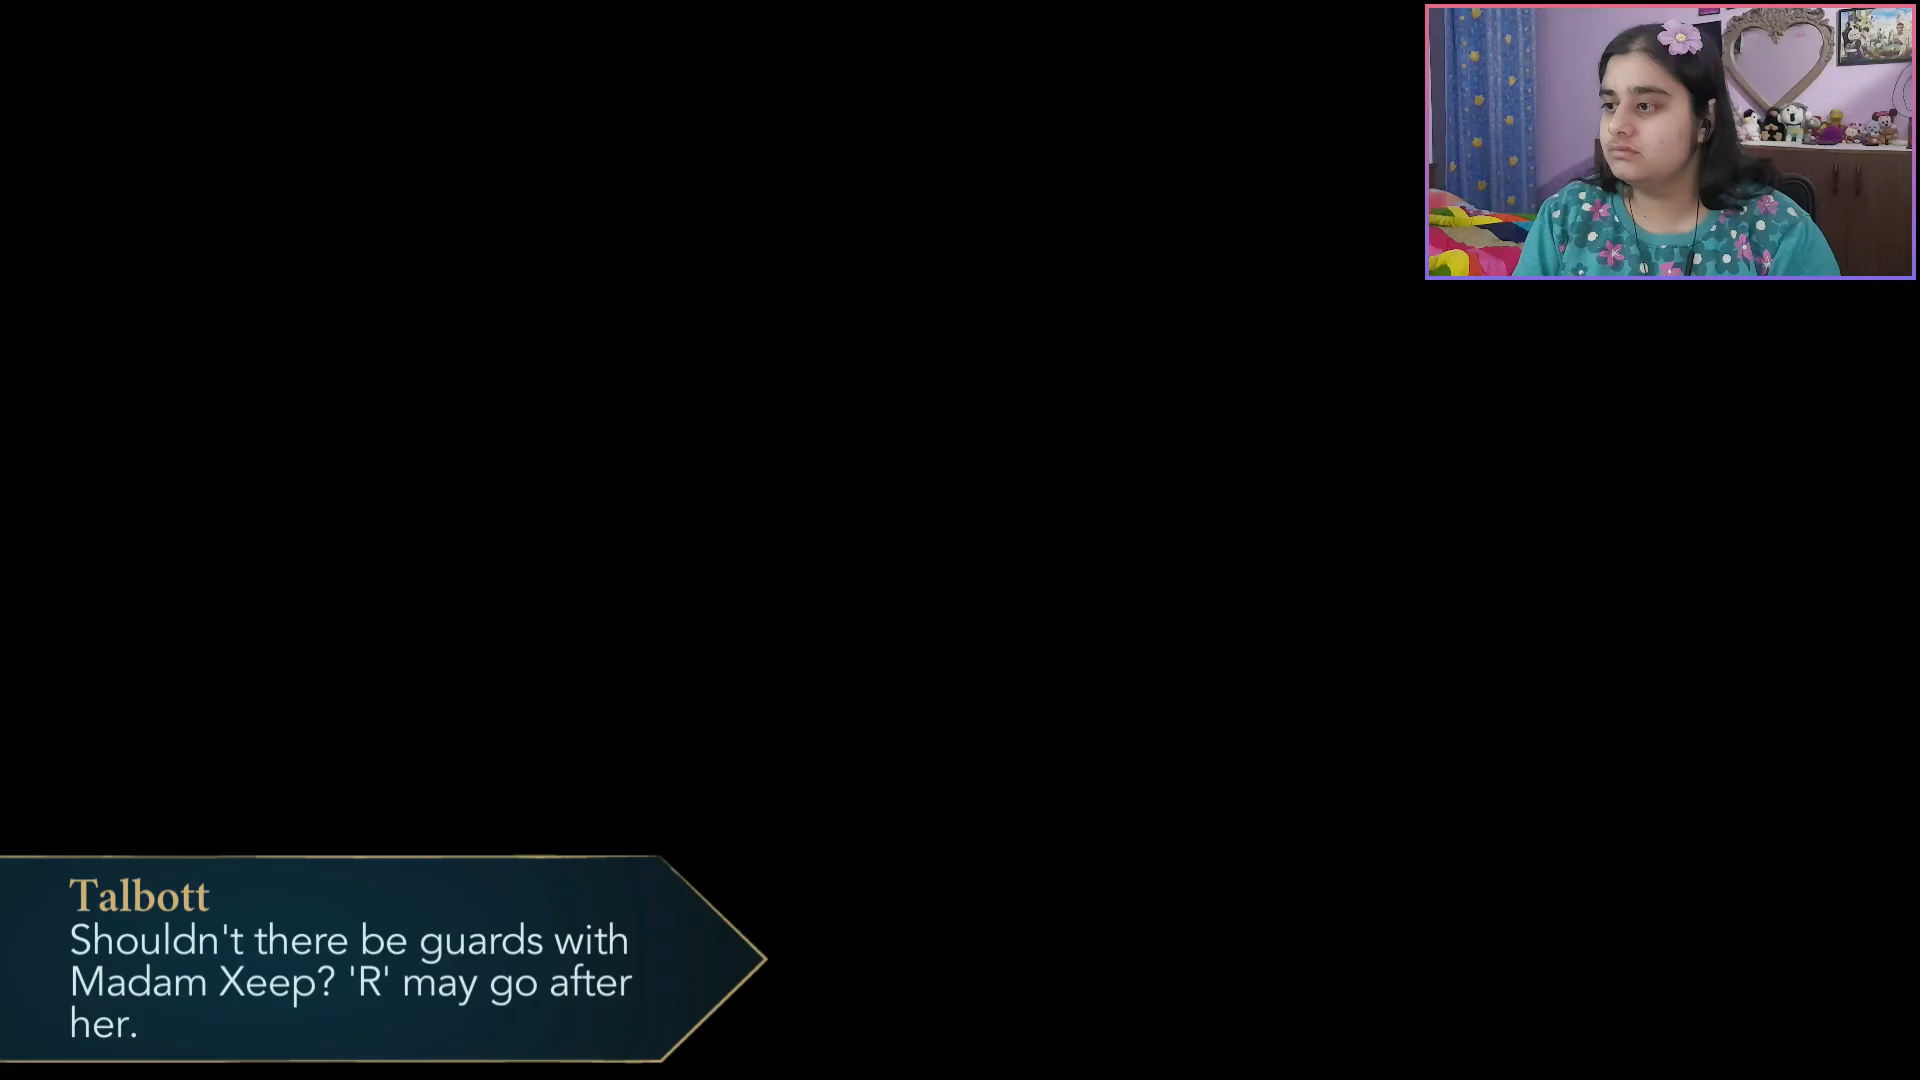 Talbott
Shouldn't there be guards with
Madam Xeep? 'R' may go after
her.